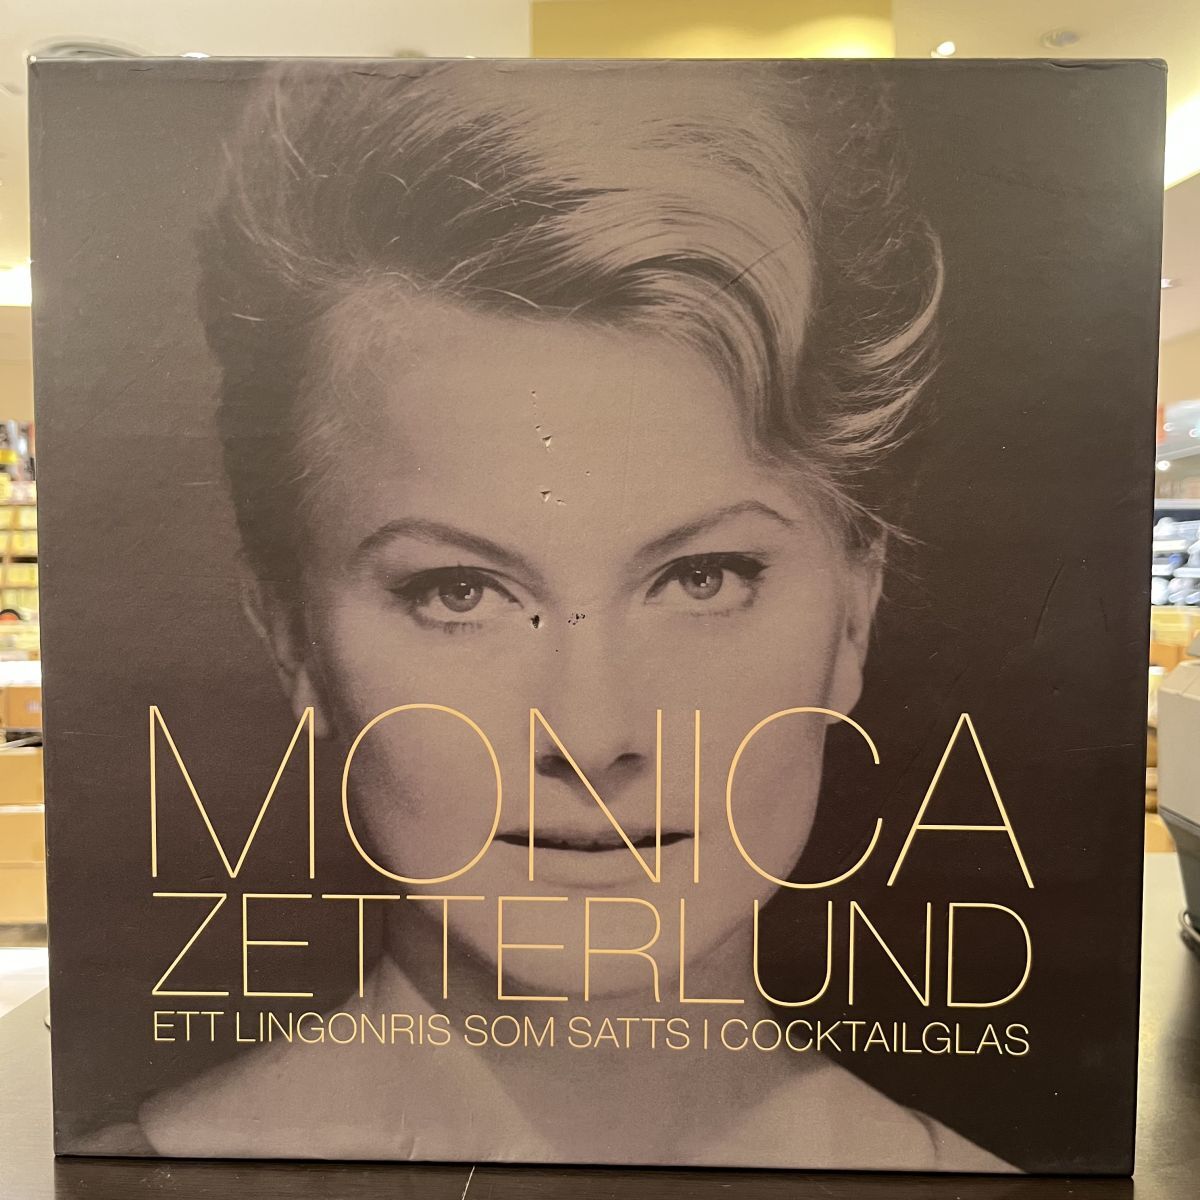 MONICA
ZETTERLUND
ETT LINGONRIS SOM SATTS I COCKTAILGLAS